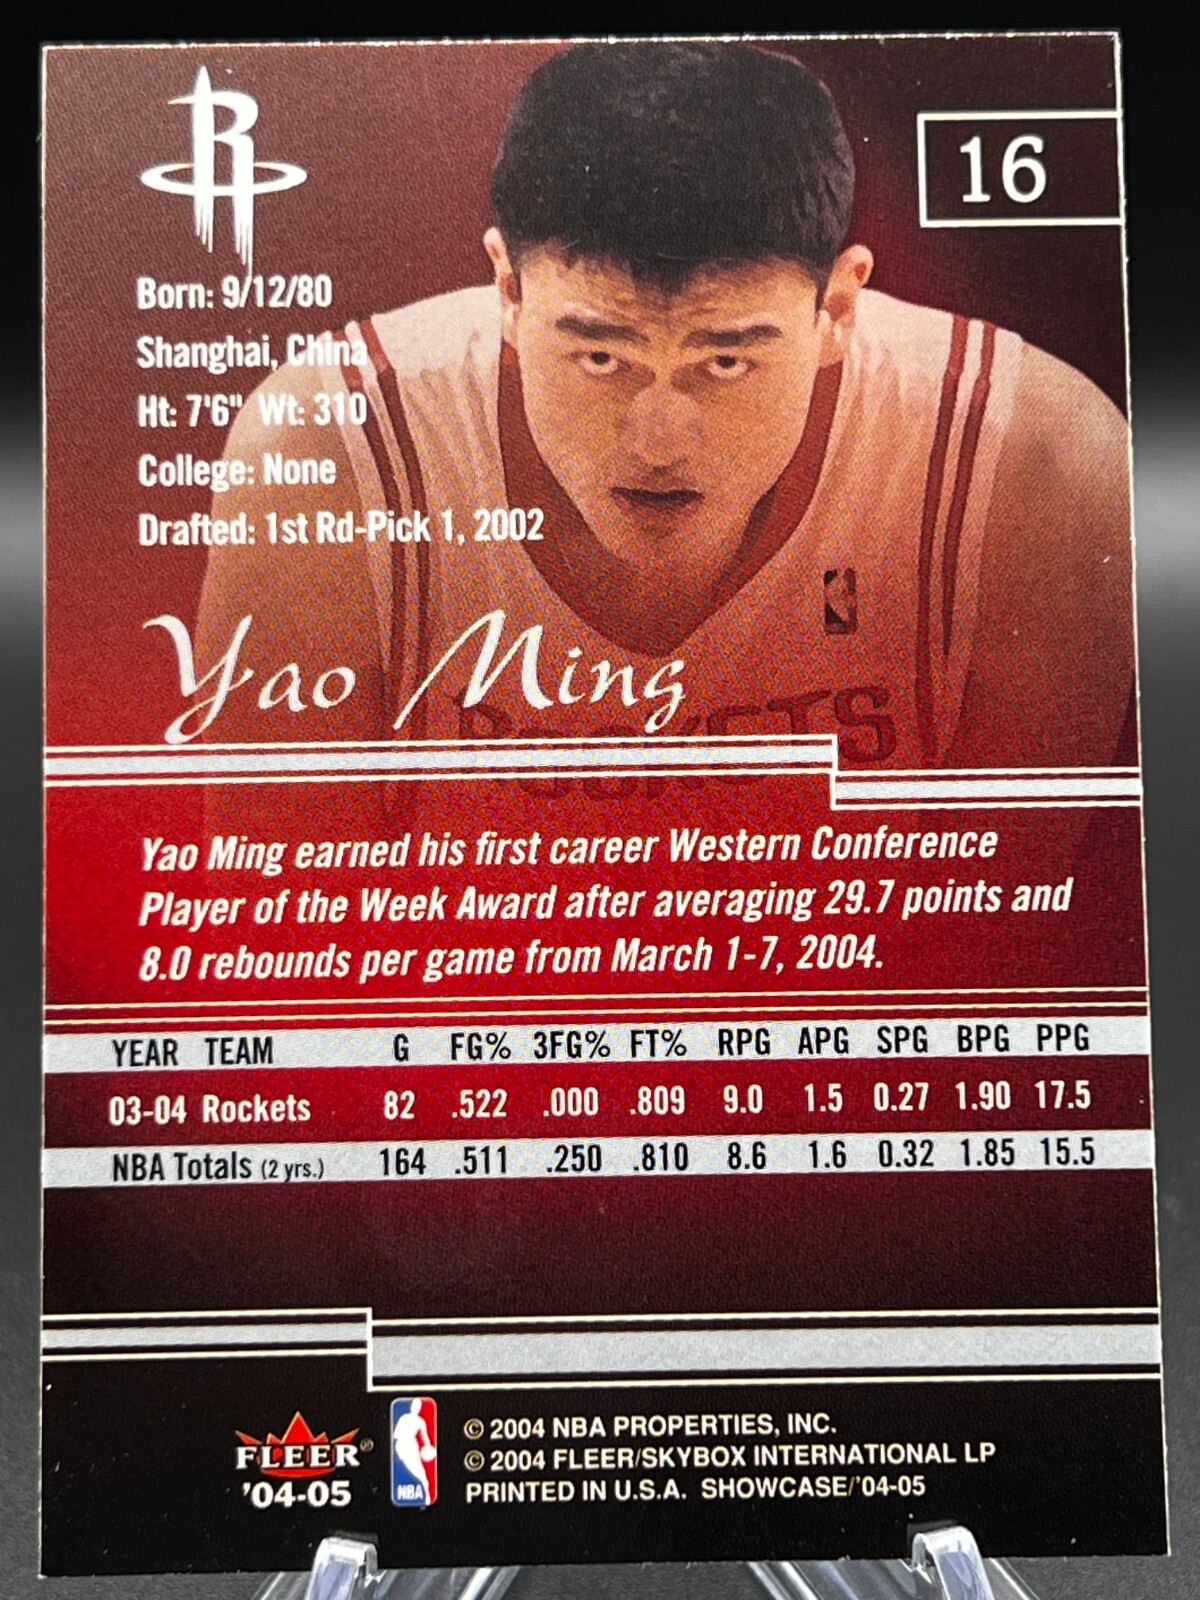 16
Born: 9/12/80
Shanghai, China
Ht: 7'6" Wt: 310
College: None
Drafted: 1st Rd-Pick 1, 2002
Yao Ming
ROCKETS
Yao Ming earned his first career Western Conference
Player of the Week Award after averaging 29.7 points and
8.0 rebounds per game from March 1-7, 2004.
YEAR TEAM G FG% 3FG% FT% RPG APG SPG BPG PPG
03-04 Rockets 82 .522 .000 .809 9.0 1.5 0.27 1.90 17.5
NBA Totals (2 yrs.) 164 .511 .250 .810 8.6 1.6 0.32 1.85 15.5
FLEER®
'04-05
NBA
© 2004 NBA PROPERTIES, INC.
© 2004 FLEER/SKYBOX INTERNATIONAL LP
PRINTED IN U.S.A. SHOWCASE/'04-05